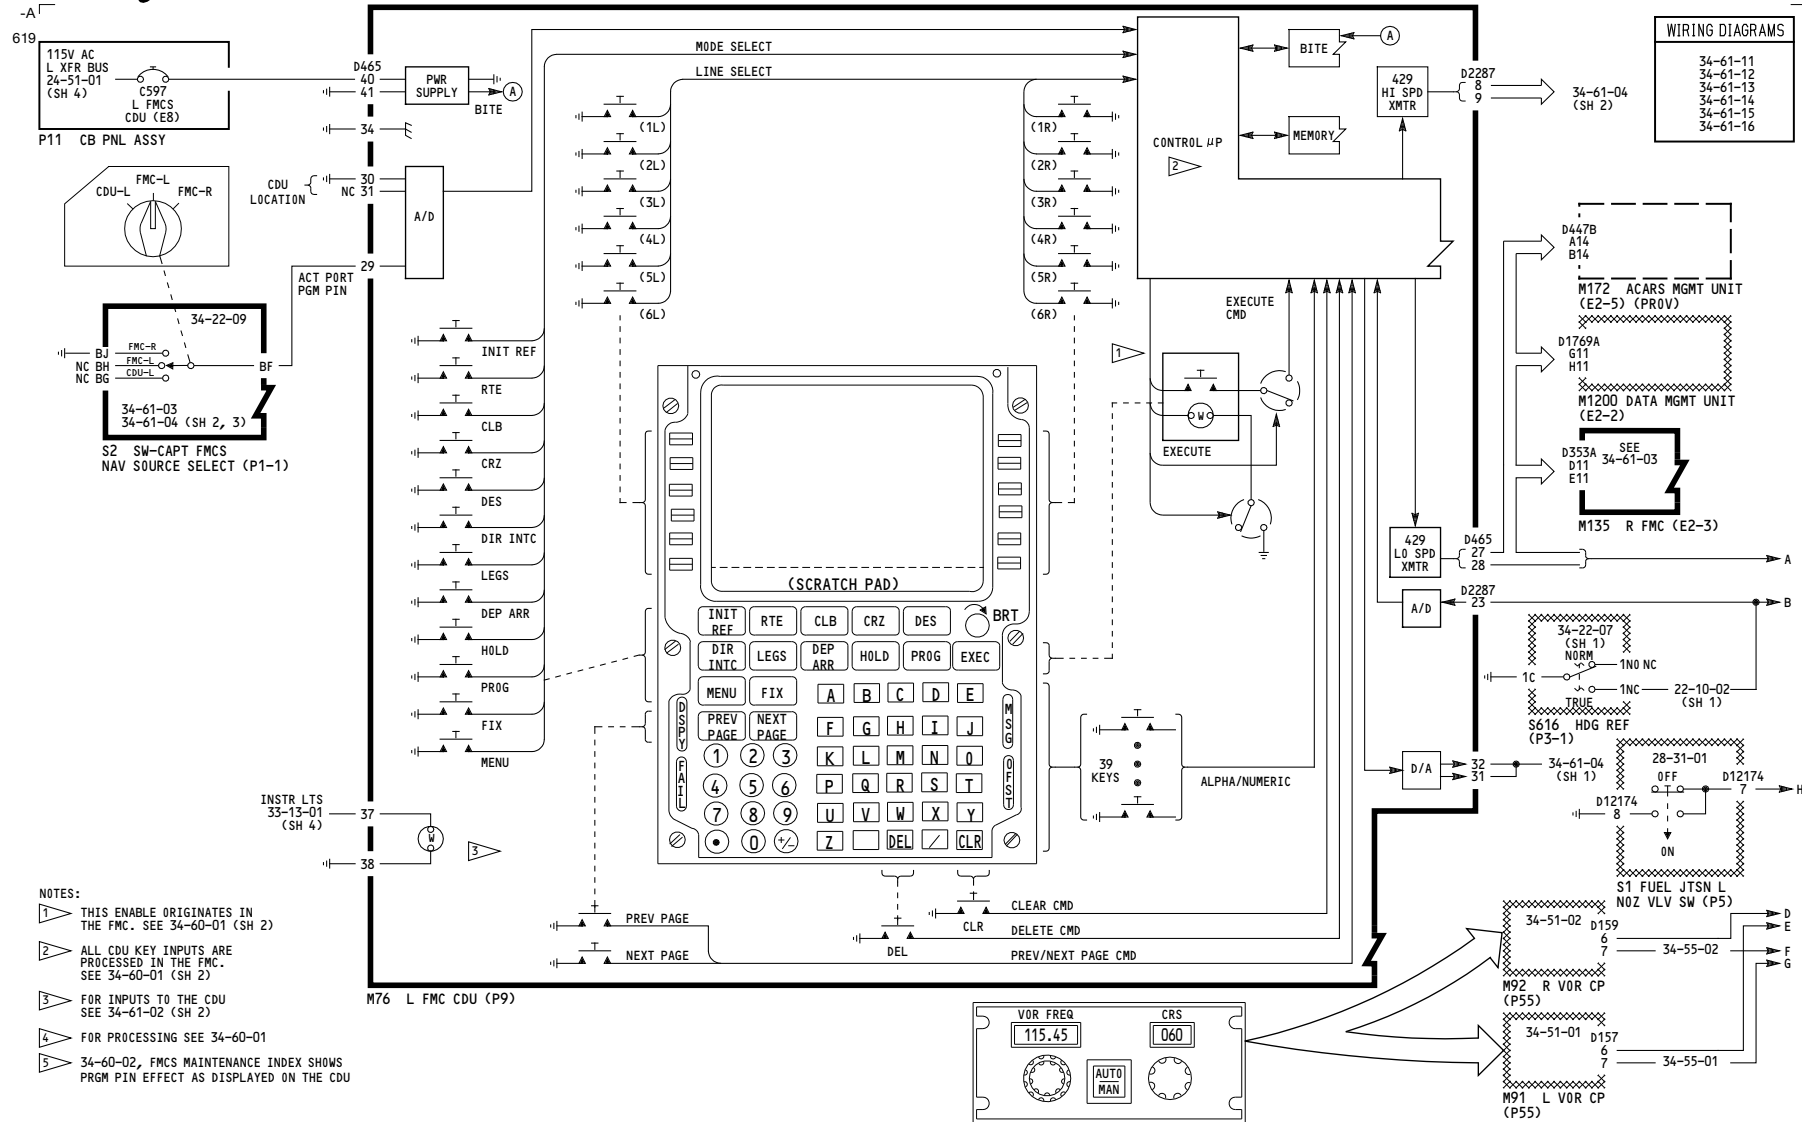 -A
619
115V AC
L XFR BUS
24-51-01
(SH 4)
C597
L FMCS
CDU (E8)
P11 CB PNL ASSY
D465
40
41
PWR
SUPPLY
A
BITE
34
CDU
LOCATION
30
NC 31
A/D
29
ACT PORT
PGM PIN
CDU-L
FMC-L
FMC-R
34-22-09
BJ FMC-R
NC BH FMC-L
NC BG CDU-L
BF
34-61-03
34-61-04 (SH 2, 3)
S2 SW-CAPT FMCS
NAV SOURCE SELECT (P1-1)
MODE SELECT
LINE SELECT
(1L)
(2L)
(3L)
(4L)
(5L)
(6L)
(1R)
(2R)
(3R)
(4R)
(5R)
(6R)
INIT REF
RTE
CLB
CRZ
DES
DIR INTC
LEGS
DEP ARR
HOLD
PROG
FIX
MENU
INSTR LTS
33-13-01
(SH 4)
37
W
38
3
(SCRATCH PAD)
INIT
REF
RTE
CLB
CRZ
DES
BRT
DIR
INTC
LEGS
DEP
ARR
HOLD
PROG
EXEC
MENU
FIX
A B C D E
PREV
PAGE
NEXT
PAGE
F G H I J
1 2 3
K L M N O
4 5 6
P Q R S T
7 8 9
U V W X Y
• 0 +/-
Z DEL / CLR
DSPY
FAIL
MSG
OFST
PREV PAGE
NEXT PAGE
DEL
CLR
CLEAR CMD
DELETE CMD
PREV/NEXT PAGE CMD
M76 L FMC CDU (P9)
CONTROL μP
2
BITE
A
MEMORY
429
HI SPD
XMTR
D2287
8
9
34-61-04
(SH 2)
EXECUTE
CMD
1
W
EXECUTE
39
KEYS
ALPHA/NUMERIC
429
LO SPD
XMTR
D465
27
28
A
D2287
A/D
23
B
D/A
32
31
34-61-04
(SH 1)
WIRING DIAGRAMS
34-61-11
34-61-12
34-61-13
34-61-14
34-61-15
34-61-16
D447B
A14
B14
M172 ACARS MGMT UNIT
(E2-5) (PROV)
D1769A
G11
H11
M1200 DATA MGMT UNIT
(E2-2)
D353A
D11
E11
SEE
34-61-03
M135 R FMC (E2-3)
34-22-07
(SH 1)
NORM
1NO NC
1C
1NC
22-10-02
(SH 1)
TRUE
S616 HDG REF
(P3-1)
28-31-01
OFF
D12174
7
H
D12174
8
ON
S1 FUEL JTSN L
NOZ VLV SW (P5)
34-51-02
D159
6
7
34-55-02
D
E
F
G
M92 R VOR CP
(P55)
34-51-01
D157
6
7
34-55-01
M91 L VOR CP
(P55)
VOR FREQ
115.45
CRS
060
AUTO
MAN
NOTES:
1 THIS ENABLE ORIGINATES IN
THE FMC. SEE 34-60-01 (SH 2)
2 ALL CDU KEY INPUTS ARE
PROCESSED IN THE FMC.
SEE 34-60-01 (SH 2)
3 FOR INPUTS TO THE CDU
SEE 34-61-02 (SH 2)
4 FOR PROCESSING SEE 34-60-01
5 34-60-02, FMCS MAINTENANCE INDEX SHOWS
PRGM PIN EFFECT AS DISPLAYED ON THE CDU